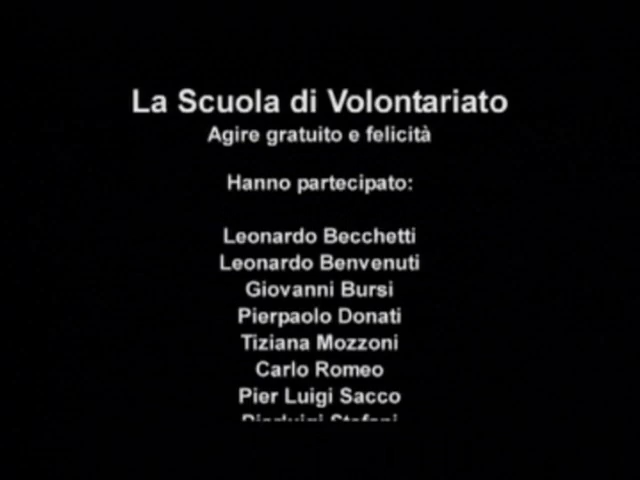 La Scuola di Volontariato
Agire gratuito e felicità
Hanno partecipato:
Leonardo Becchetti
Leonardo Benvenuti
Giovanni Bursi
Pierpaolo Donati
Tiziana Mozzoni
Carlo Romeo
Pier Luigi Sacco